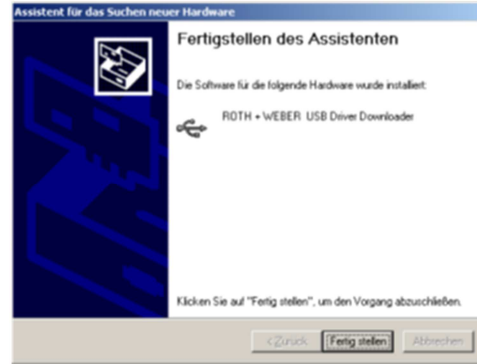 Assistent für das Suchen neuer Hardware
Fertigstellen des Assistenten
Die Software für die folgende Hardware wurde installiert:
ROTH + WEBER USB Driver Downloader
Klicken Sie auf "Fertig stellen", um den Vorgang abzuschließen.
< Zurück
Fertig stellen
Abbrechen